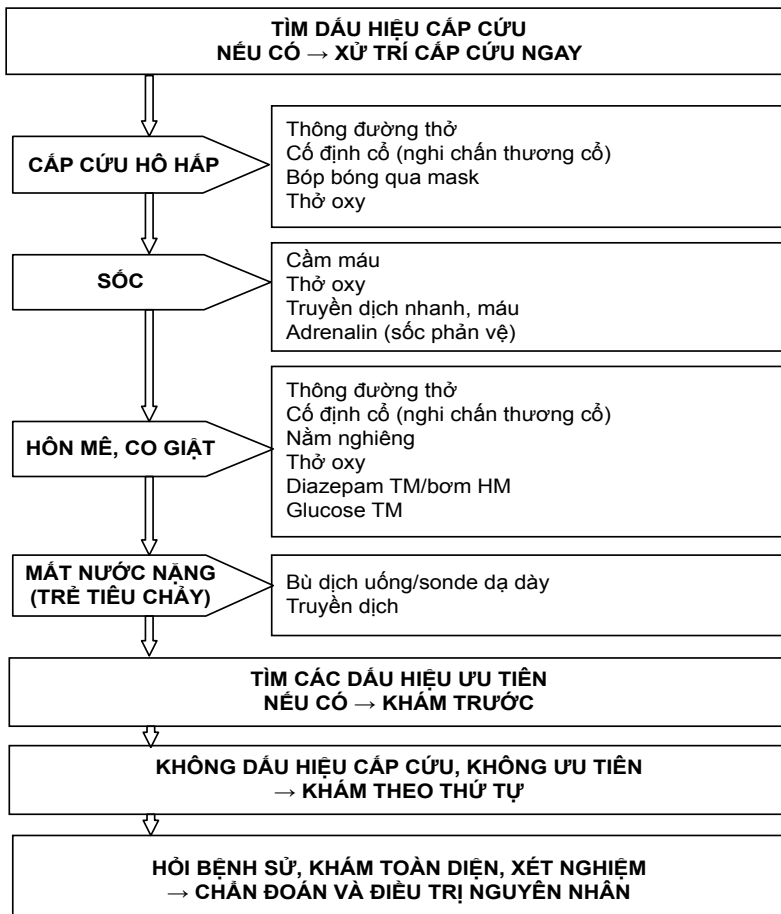 TÌM DẤU HIỆU CẤP CỨU
NẾU CÓ → XỬ TRÍ CẤP CỨU NGAY
CẤP CỨU HÔ HẤP
Thông đường thở
Cố định cổ (nghi chấn thương cổ)
Bóp bóng qua mask
Thở oxy
SỐC
Cầm máu
Thở oxy
Truyền dịch nhanh, máu
Adrenalin (sốc phản vệ)
HÔN MÊ, CO GIẬT
Thông đường thở
Cố định cổ (nghi chấn thương cổ)
Nằm nghiêng
Thở oxy
Diazepam TM/bơm HM
Glucose TM
MẤT NƯỚC NẶNG
(TRẺ TIÊU CHẢY)
Bù dịch uống/sonde dạ dày
Truyền dịch
TÌM CÁC DẤU HIỆU ƯU TIÊN
NẾU CÓ → KHÁM TRƯỚC
KHÔNG DẤU HIỆU CẤP CỨU, KHÔNG ƯU TIÊN
→ KHÁM THEO THỨ TỰ
HỎI BỆNH SỬ, KHÁM TOÀN DIỆN, XÉT NGHIỆM
→ CHẨN ĐOÁN VÀ ĐIỀU TRỊ NGUYÊN NHÂN